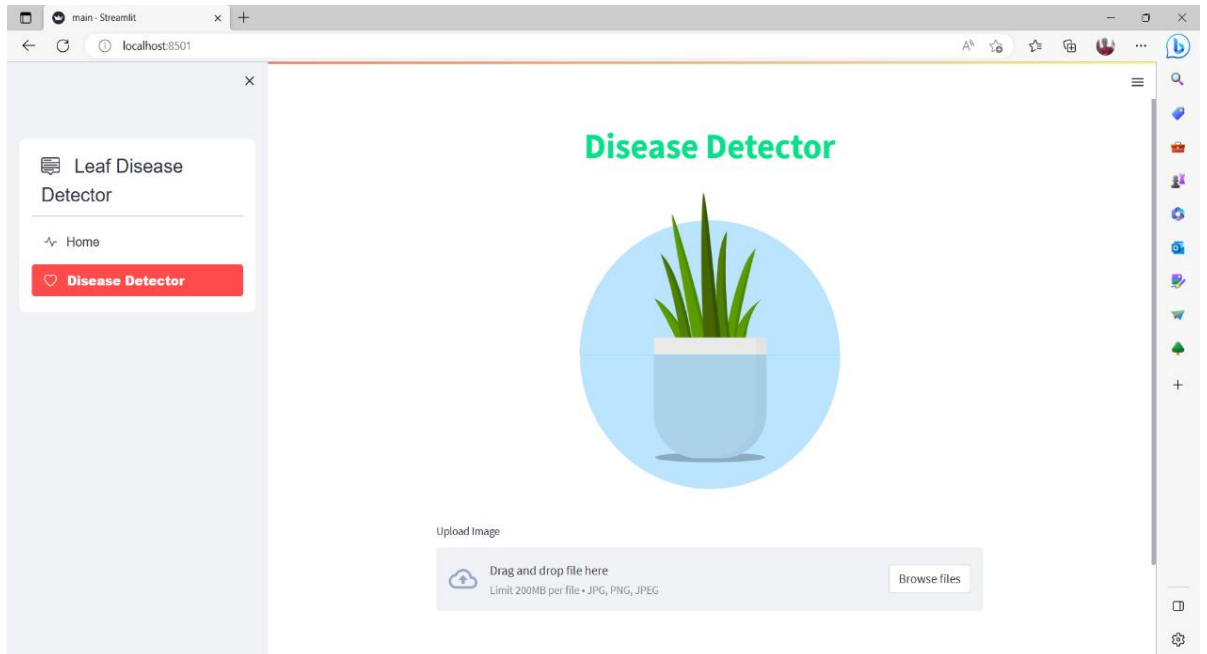 main - Streamlit
localhost:8501
Leaf Disease
Detector
Home
Disease Detector
Disease Detector
Upload Image
Drag and drop file here
Limit 200MB per file • JPG, PNG, JPEG
Browse files